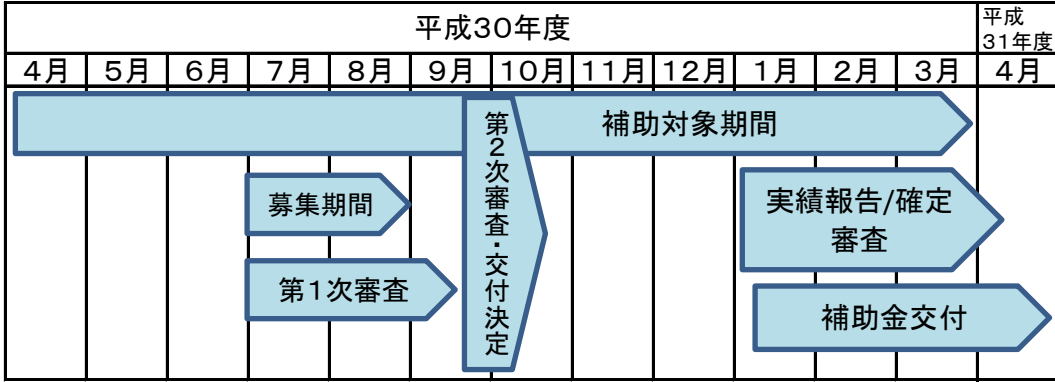 平成30年度
平成
31年度
4月
5月
6月
7月
8月
9月
10月
11月
12月
1月
2月
3月
4月
補助対象期間
第2次審査・交付決定
募集期間
実績報告/確定
審査
第1次審査
補助金交付